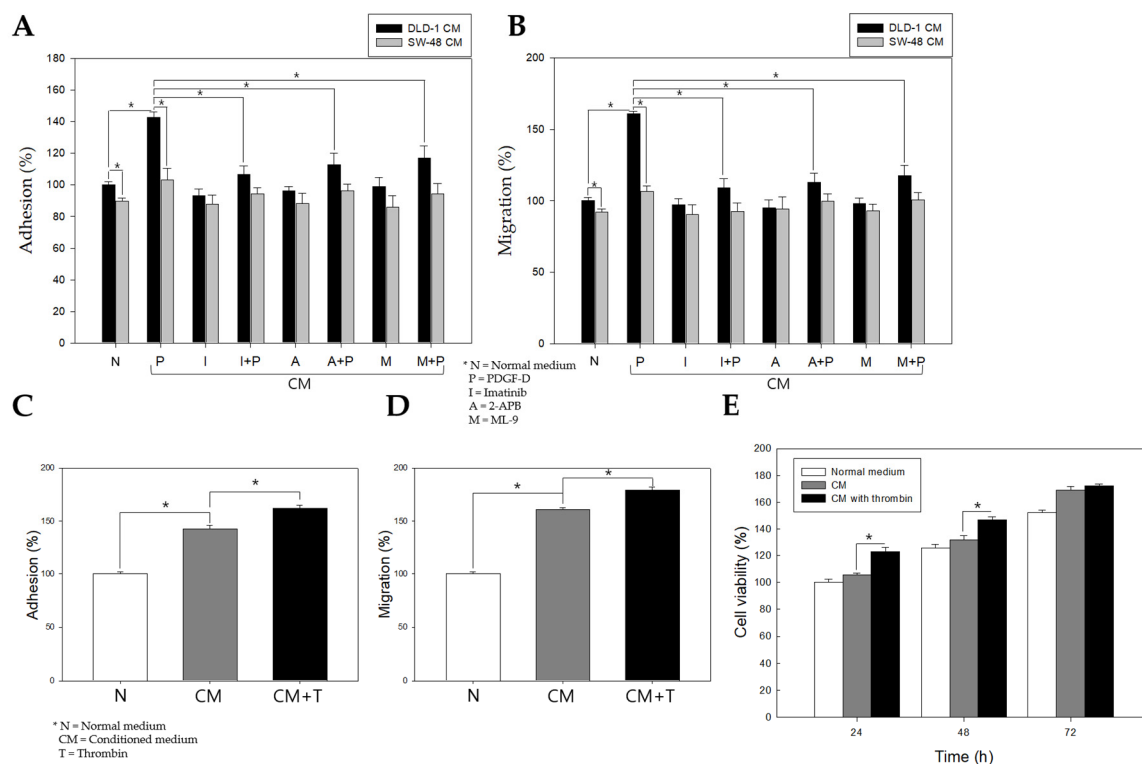 A
DLD-1 CM
SW-48 CM
Adhesion (%)
180
160
140
120
100
80
60
40
20
0
* * * * * *
N P I I+P A A+P M M+P
CM
B
DLD-1 CM
SW-48 CM
Migration (%)
200
150
100
50
0
* * * * * *
N P I I+P A A+P M M+P
CM
* N = Normal medium
P = PDGF-D
I = Imatinib
A = 2-APB
M = ML-9
C
Adhesion (%)
200
150
100
50
0
* *
N CM CM+T
* N = Normal medium
CM = Conditioned medium
T = Thrombin
D
Migration (%)
200
150
100
50
0
* *
N CM CM+T
E
Normal medium
CM
CM with thrombin
Cell viability (%)
200
180
160
140
120
100
80
60
40
20
0
* *
24 48 72
Time (h)